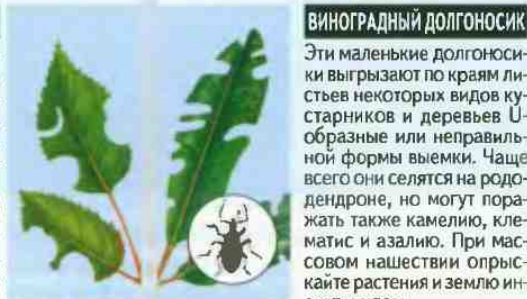 ВИНОГРАДНЫЙ ДОЛГОНОСИК
Эти маленькие долгоноси-
ки выгрызают по краям ли-
стьев некоторых видов ку-
старников и деревьев U-
образные или неправиль-
ной формы выемки. Чаще
всего они селятся на родо-
дендроне, но могут пора-
жать также камелию, кле-
матис и азалию. При мас-
совом нашествии опрыс-
кайте растения и землю ин-